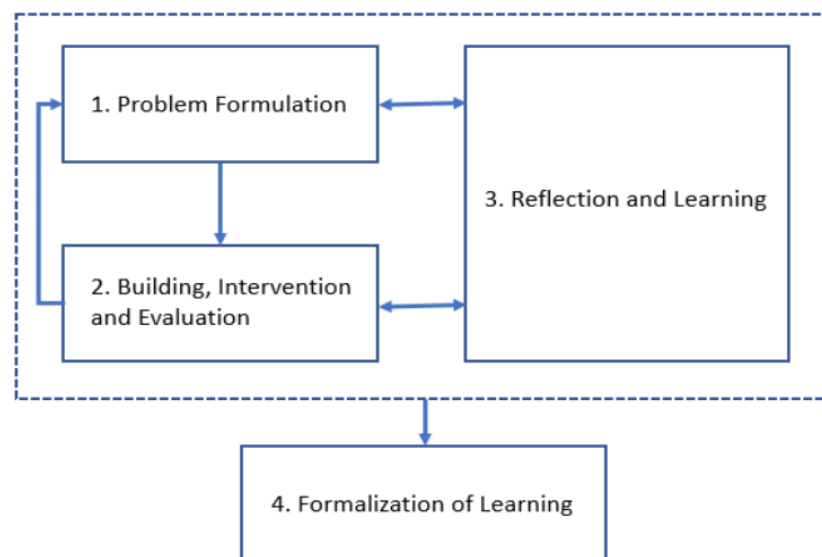 1. Problem Formulation
2. Building, Intervention
and Evaluation
3. Reflection and Learning
4. Formalization of Learning